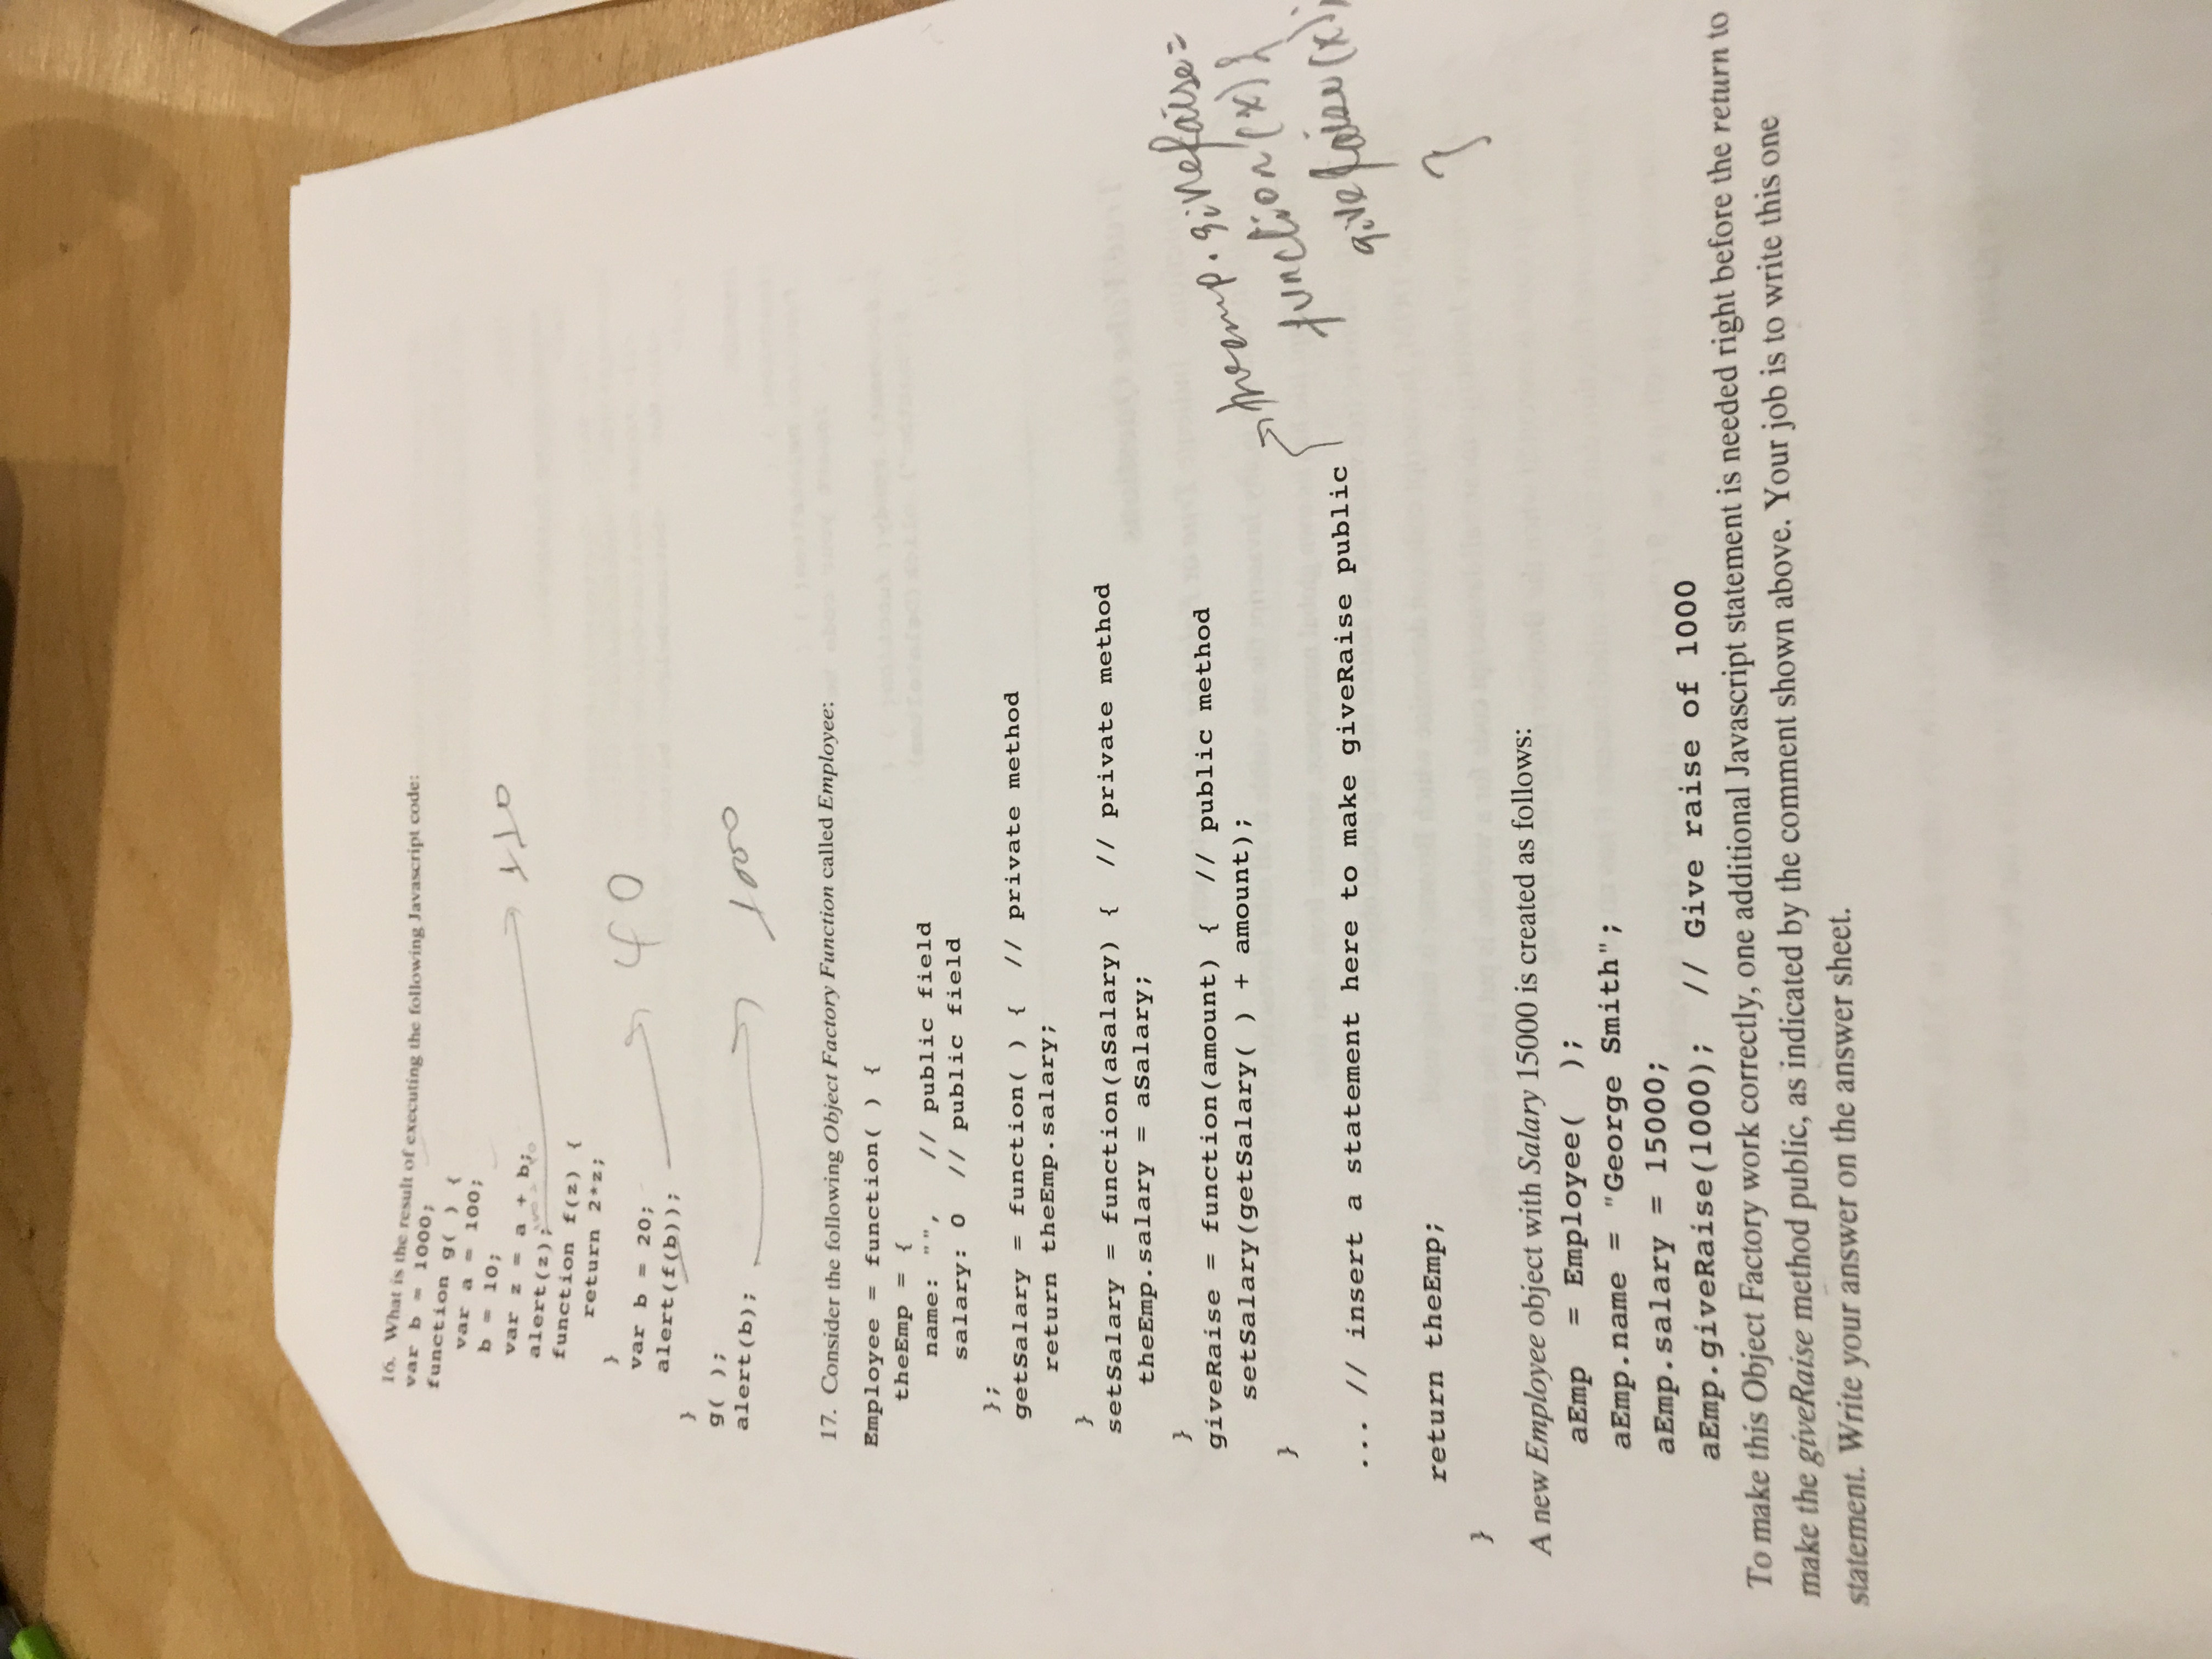 16. What is the result of executing the following Javascript code:
var b = 1000;
function g( ) {
var a = 100;
b = 10;
var z = a + b;
alert(z); 110
function f(z) {
return 2*z;
}
var b = 20;
alert(f(b)); 40
}
g( );
alert(b); 1000
17. Consider the following Object Factory Function called Employee:
Employee = function( ) {
theEmp = {
name: "", // public field
salary: 0 // public field
};
getSalary = function( ) { // private method
return theEmp.salary;
}
setSalary = function(aSalary) { // private method
theEmp.salary = aSalary;
}
giveRaise = function(amount) { // public method
setSalary(getSalary( ) + amount);
}
... // insert a statement here to make giveRaise public
theemp.giveRaise=
function(x){
giveRaise(x);
}
return theEmp;
}
A new Employee object with Salary 15000 is created as follows:
aEmp = Employee( );
aEmp.name = "George Smith";
aEmp.salary = 15000;
aEmp.giveRaise(1000); // Give raise of 1000
To make this Object Factory work correctly, one additional Javascript statement is needed right before the return to
make the giveRaise method public, as indicated by the comment shown above. Your job is to write this one
statement. Write your answer on the answer sheet.